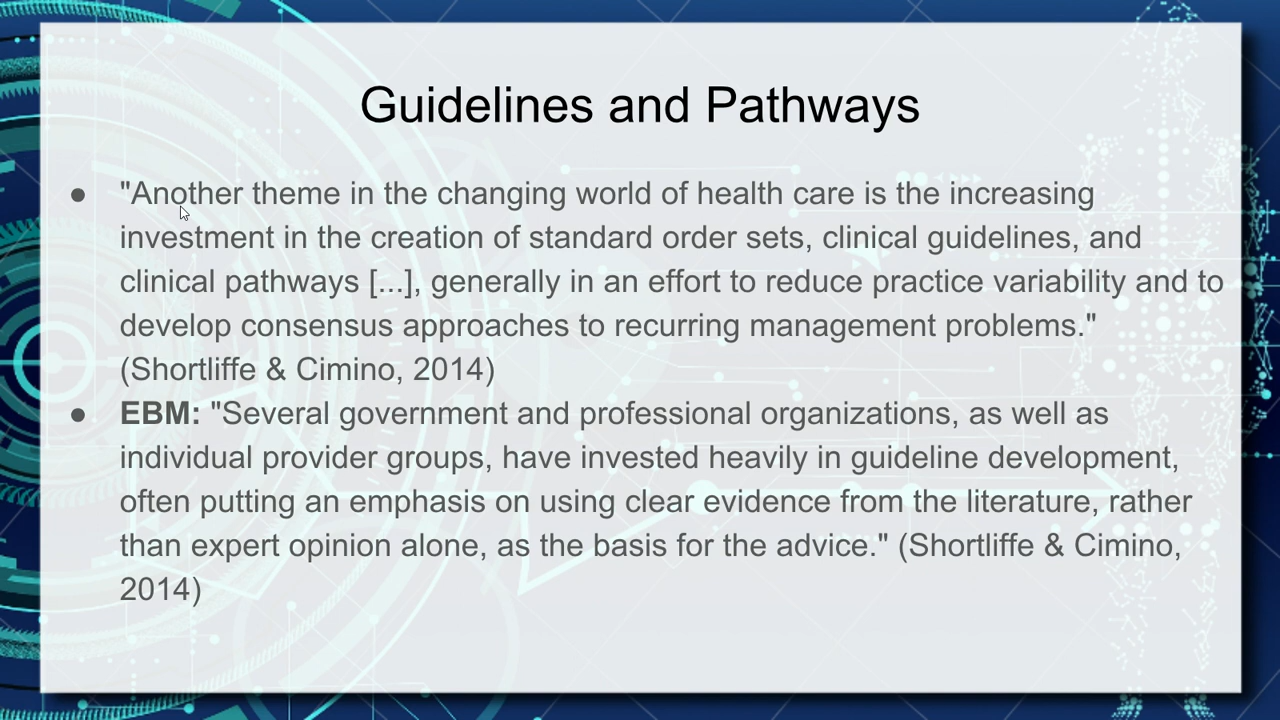 Guidelines and Pathways
● "Another theme in the changing world of health care is the increasing
investment in the creation of standard order sets, clinical guidelines, and
clinical pathways [...], generally in an effort to reduce practice variability and to
develop consensus approaches to recurring management problems."
(Shortliffe & Cimino, 2014)
● EBM: "Several government and professional organizations, as well as
individual provider groups, have invested heavily in guideline development,
often putting an emphasis on using clear evidence from the literature, rather
than expert opinion alone, as the basis for the advice." (Shortliffe & Cimino,
2014)